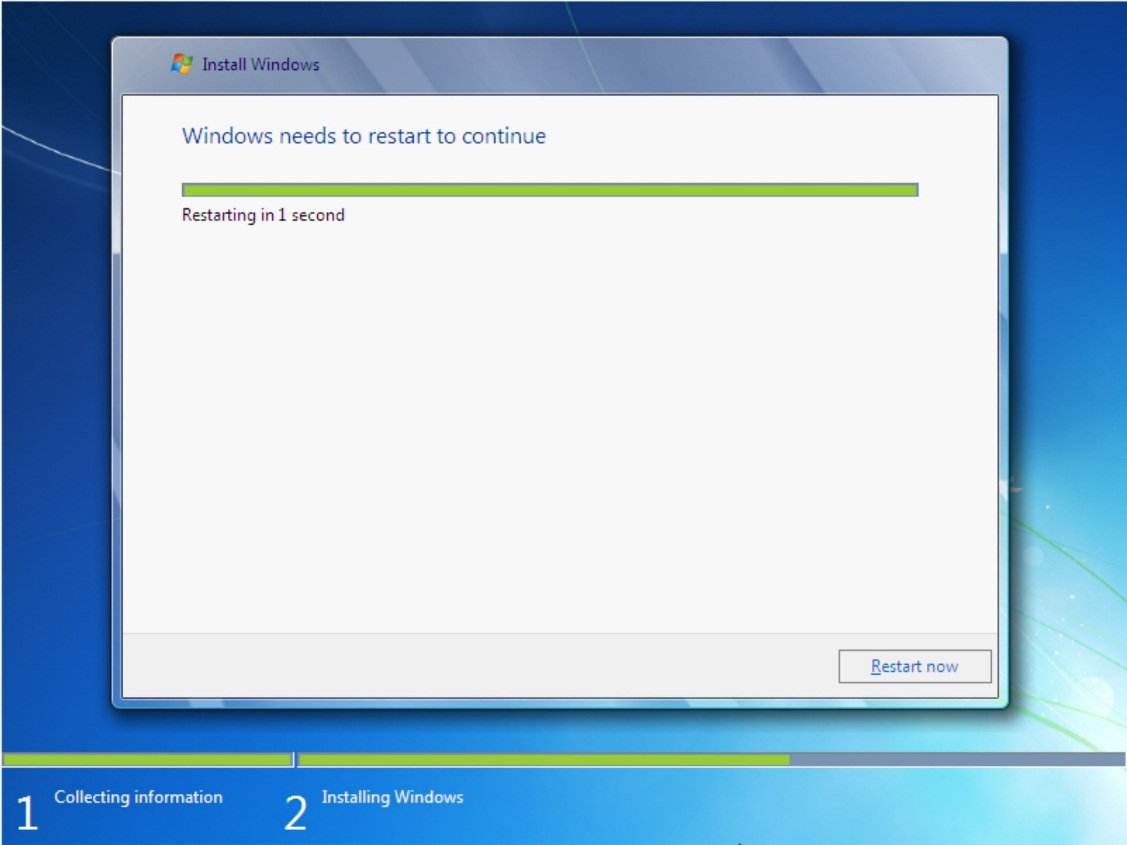 Install Windows
Windows needs to restart to continue
Restarting in 1 second
Restart now
1 Collecting information
2 Installing Windows